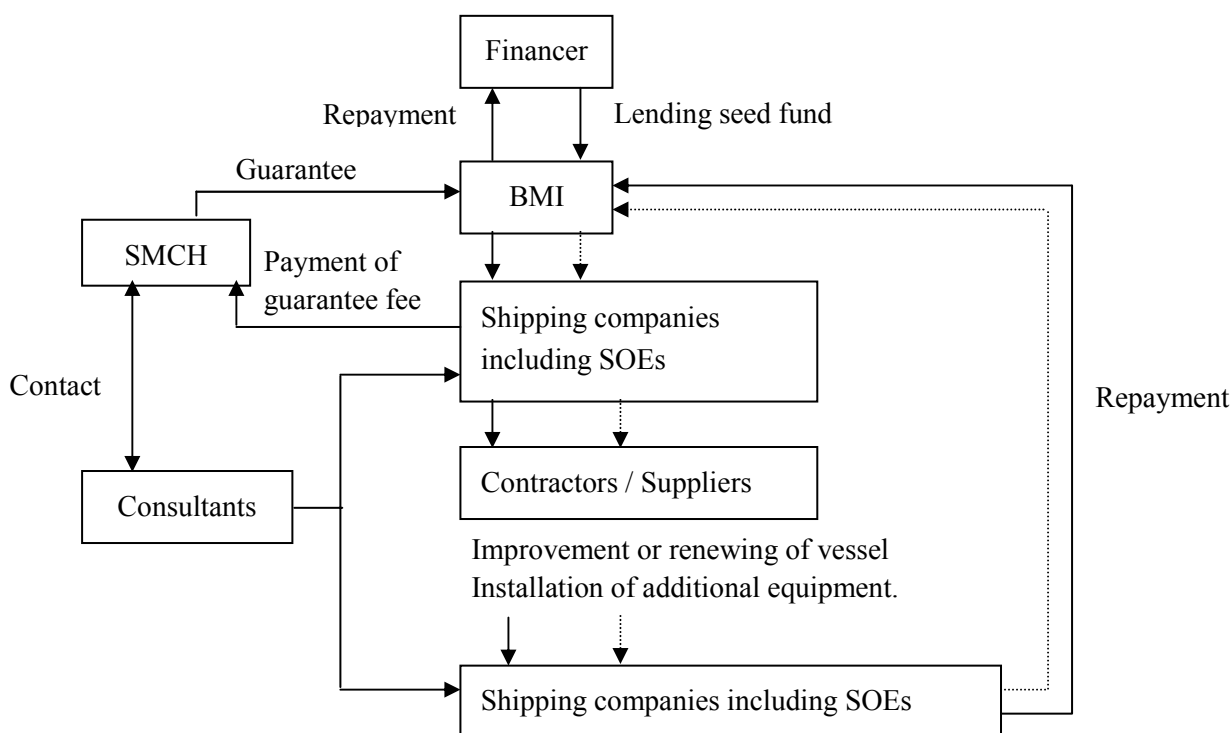 Financer
Repayment
Lending seed fund
Guarantee
BMI
SMCH
Payment of
guarantee fee
Shipping companies
including SOEs
Contact
Repayment
Contractors / Suppliers
Consultants
Improvement or renewing of vessel
Installation of additional equipment.
Shipping companies including SOEs